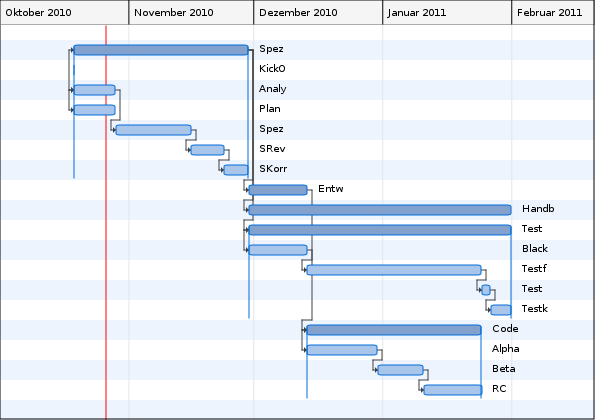 Oktober 2010 November 2010 Dezember 2010 Januar 2011 Februar 2011
Spez
KickO
Analy
Plan
Spez
SRev
SKorr
Entw
Handb
Test
Black
Testf
Test
Testk
Code
Alpha
Beta
RC